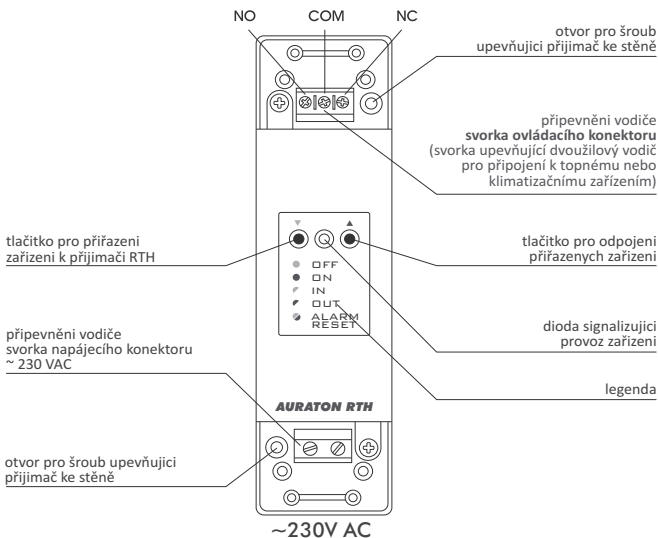 NO COM NC
otvor pro šroub
upevňujici přijimač ke stěně
připevněni vodiče
svorka ovládacího konektoru
(svorka upevňující dvoužilový vodič
pro připojení k topnému nebo
klimatizačnímu zařízením)
tlačitko pro přiřazeni
zařizeni k přijimači RTH
tlačitko pro odpojeni
přiřazenych zařizeni
OFF
ON
IN
OUT
ALARM
RESET
připevněni vodiče
svorka napájecího konektoru
~ 230 VAC
dioda signalizujici
provoz zařizeni
legenda
AURATON RTH
otvor pro šroub upevňujici
přijimač ke stěně
~230V AC